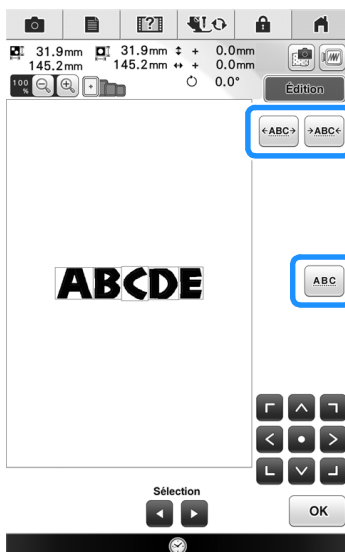 31.9mm 31.9mm + 0.0mm
145.2mm 145.2mm + 0.0mm
100 % 0.0°
Édition
ABC ABC
ABCDE
ABC
Sélection
OK